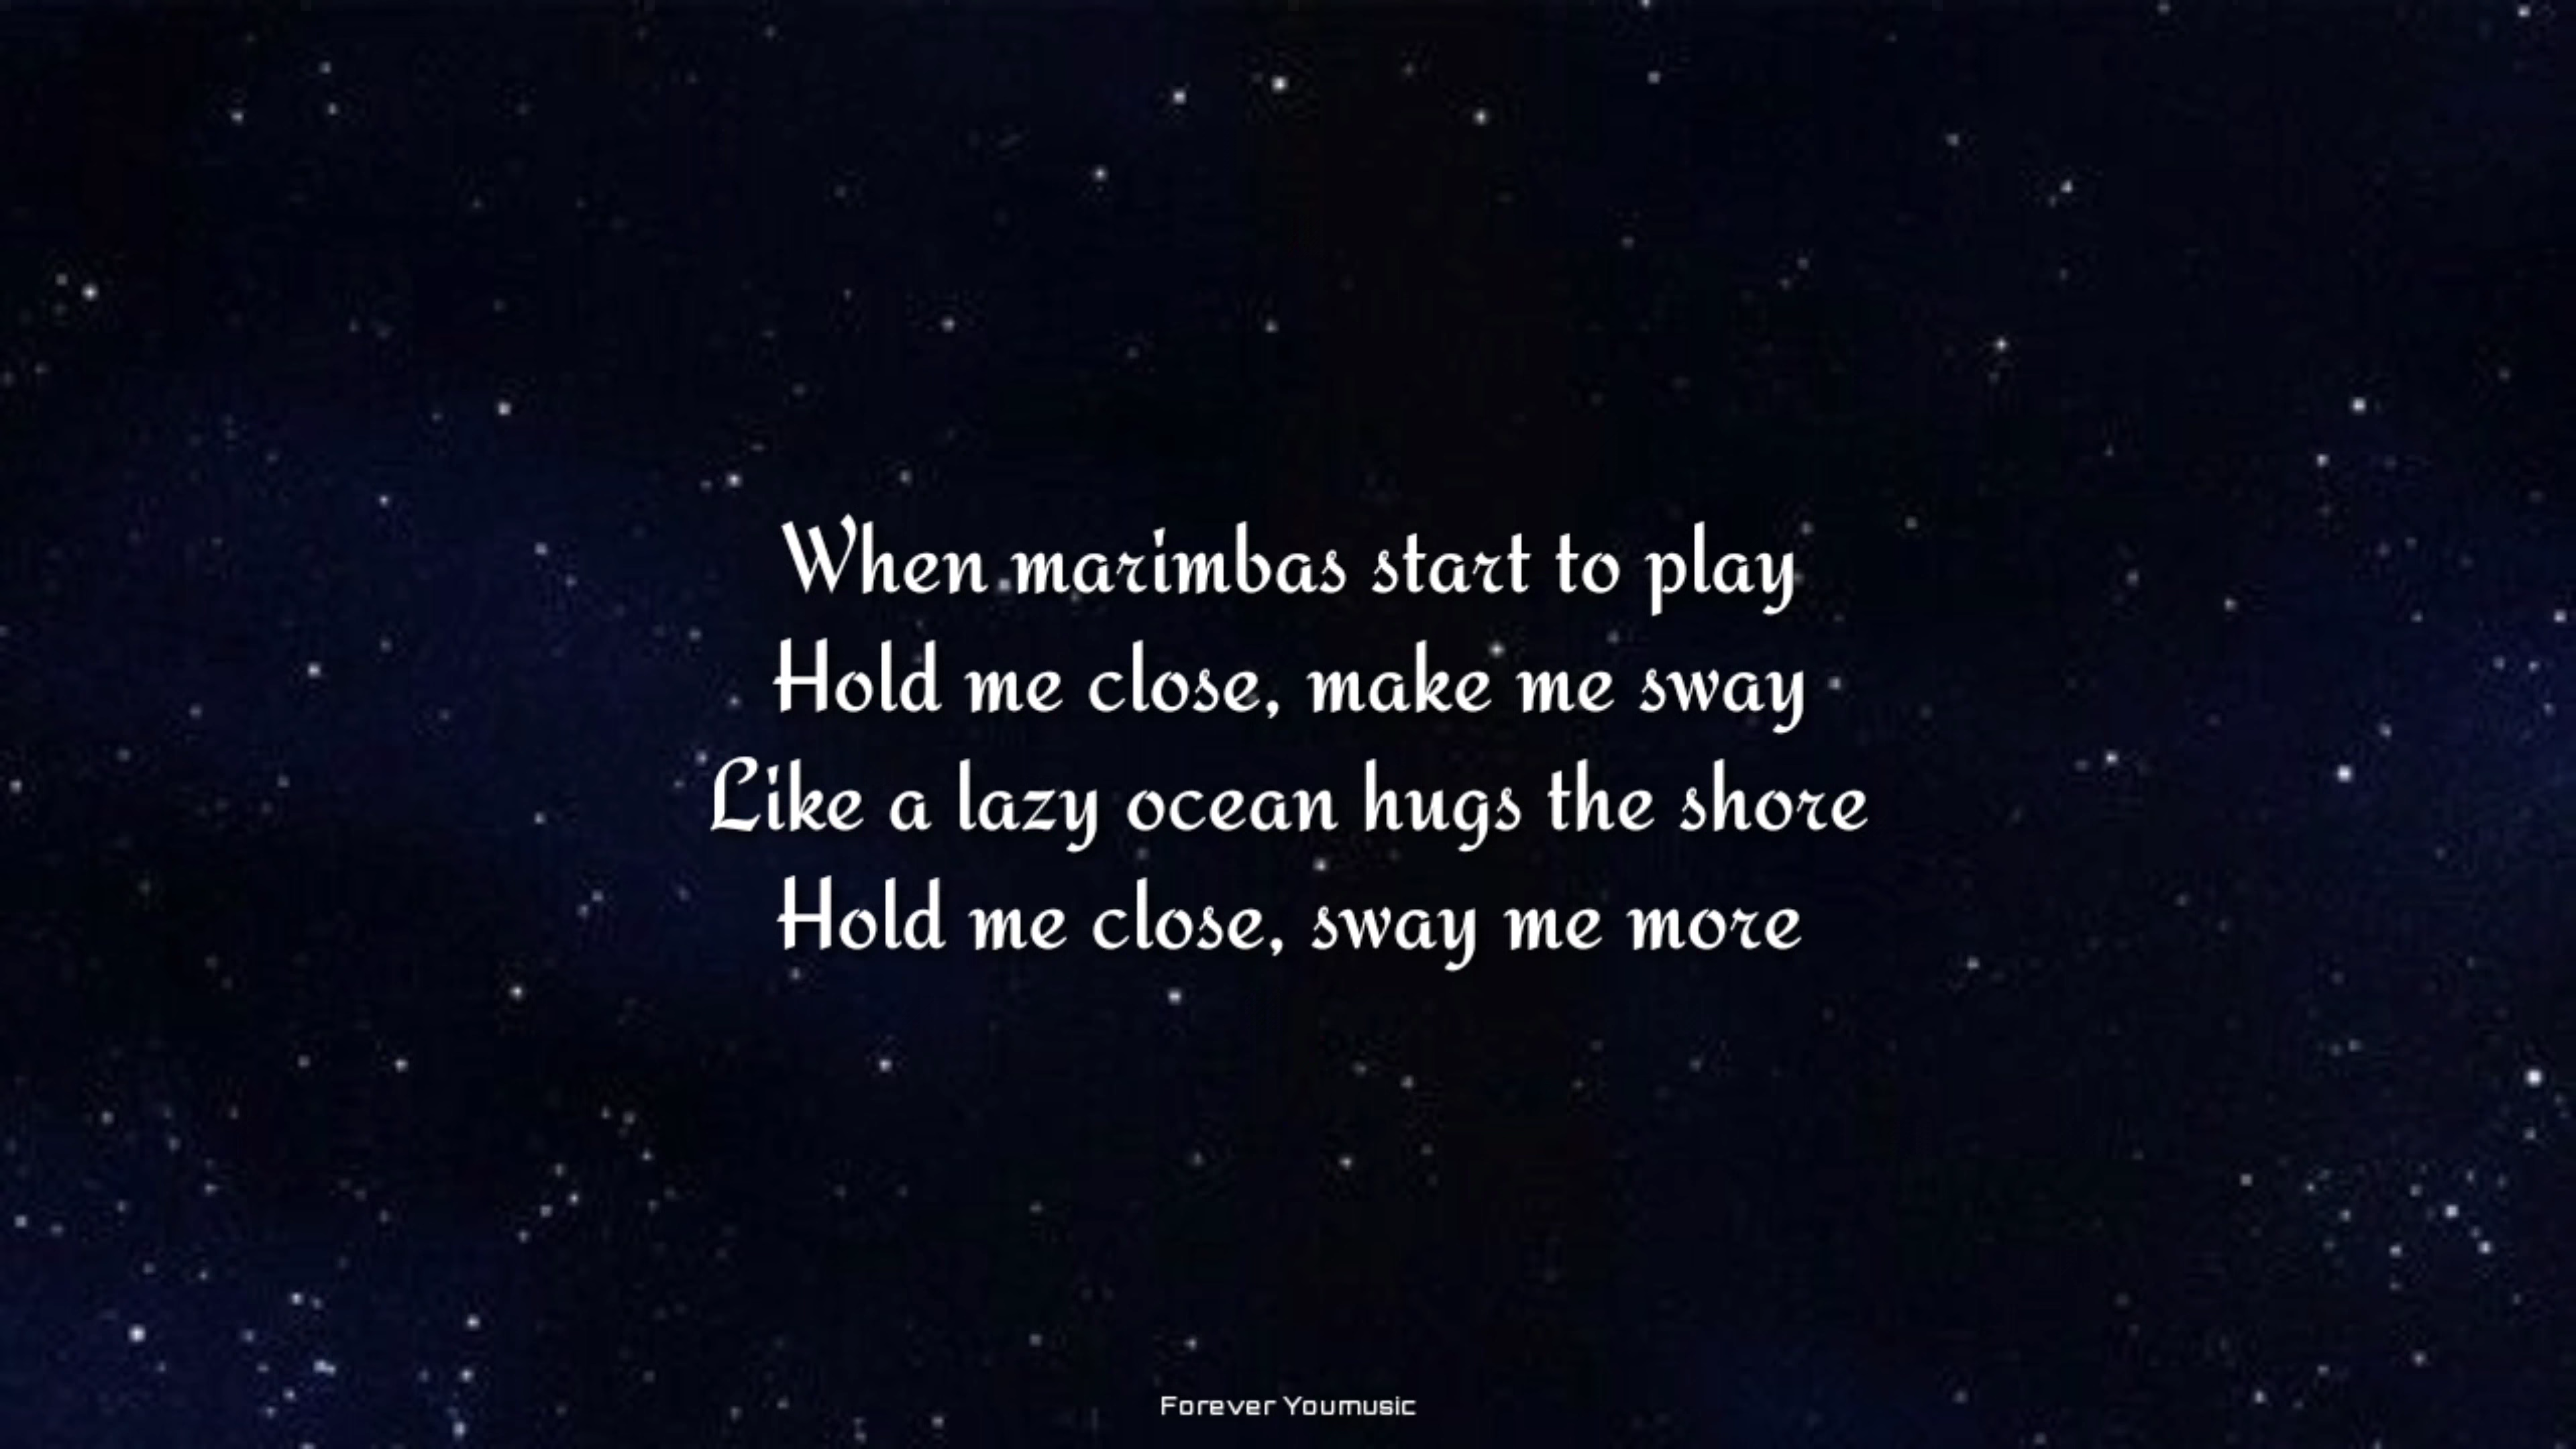 When marimbas start to play
Hold me close, make me sway
Like a lazy ocean hugs the shore
Hold me close, sway me more
Forever Youmusic